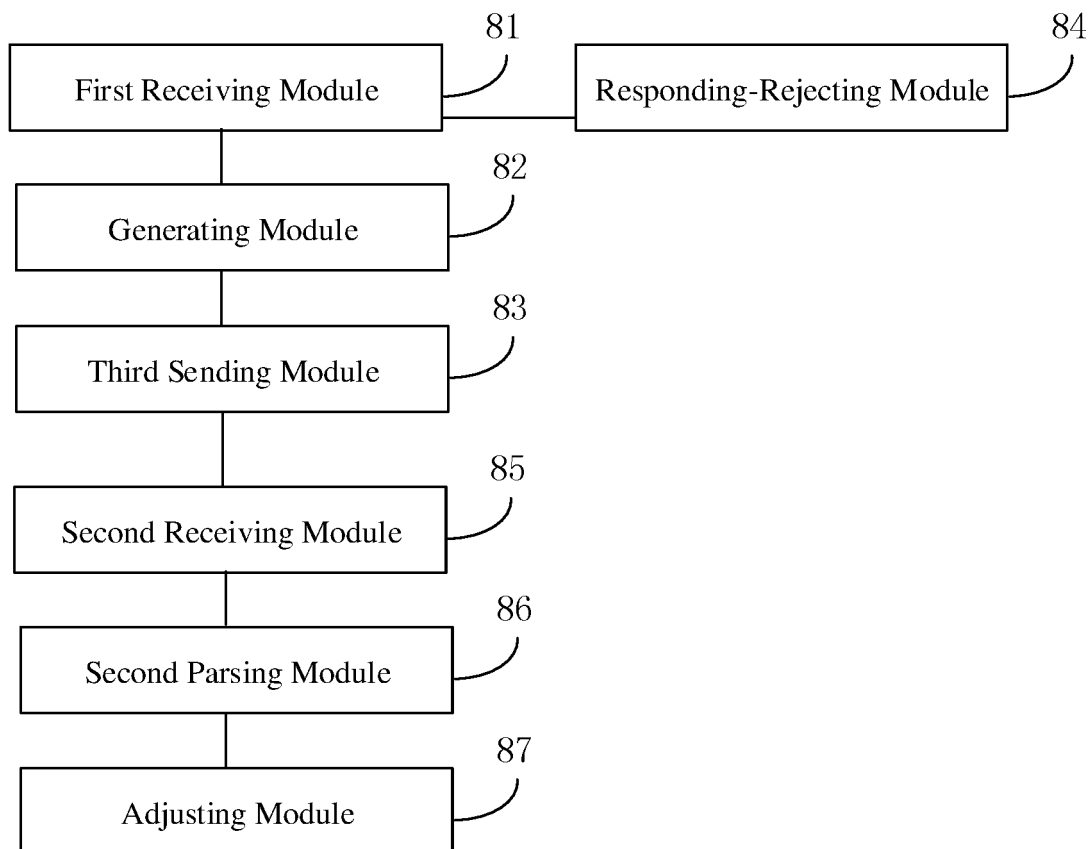 81
84
First Receiving Module
Responding-Rejecting Module
82
Generating Module
83
Third Sending Module
85
Second Receiving Module
86
Second Parsing Module
87
Adjusting Module